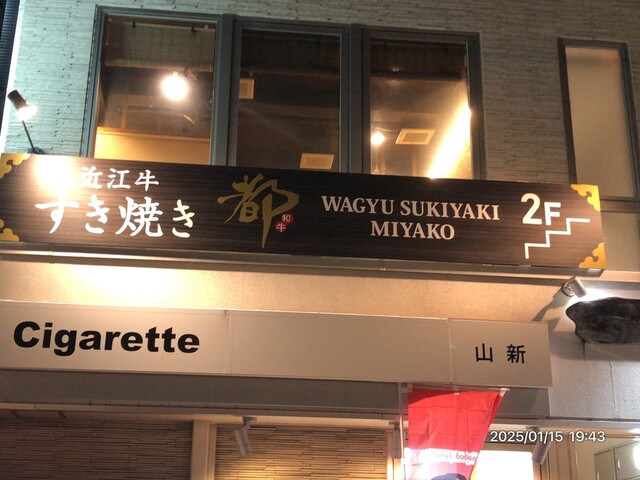 近江牛
すき焼き
都
和牛
WAGYU SUKIYAKI
MIYAKO
2F
Cigarette
山新
2025/01/15 19:43